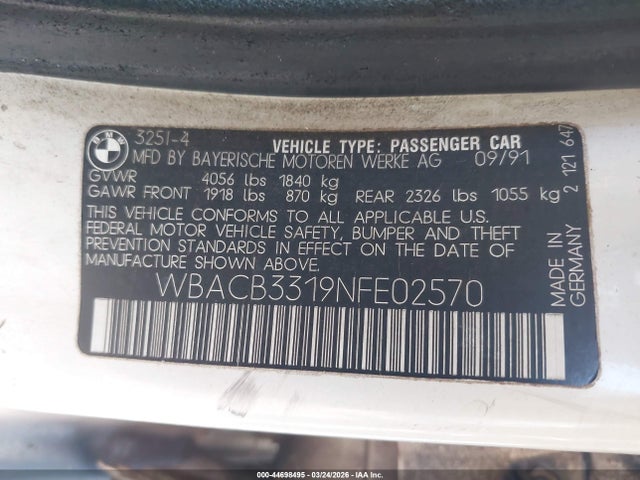 BMW
325I-4
VEHICLE TYPE: PASSENGER CAR
MFD BY BAYERISCHE MOTOREN WERKE AG 09/91
GVWR 4056 lbs 1840 kg
GAWR FRONT 1918 lbs 870 kg REAR 2326 lbs 1055 kg
THIS VEHICLE CONFORMS TO ALL APPLICABLE U.S.
FEDERAL MOTOR VEHICLE SAFETY, BUMPER AND THEFT
PREVENTION STANDARDS IN EFFECT ON THE DATE OF
MANUFACTURE SHOWN ABOVE.
WBACB3319NFE02570
MADE IN
GERMANY
2 121 647
000-44698495 - 03/24/2026 - IAA Inc.